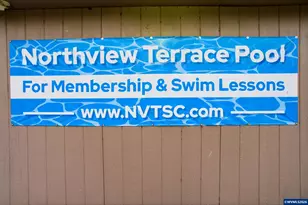 Northview Terrace Pool
For Membership & Swim Lessons
www.NVTSC.com